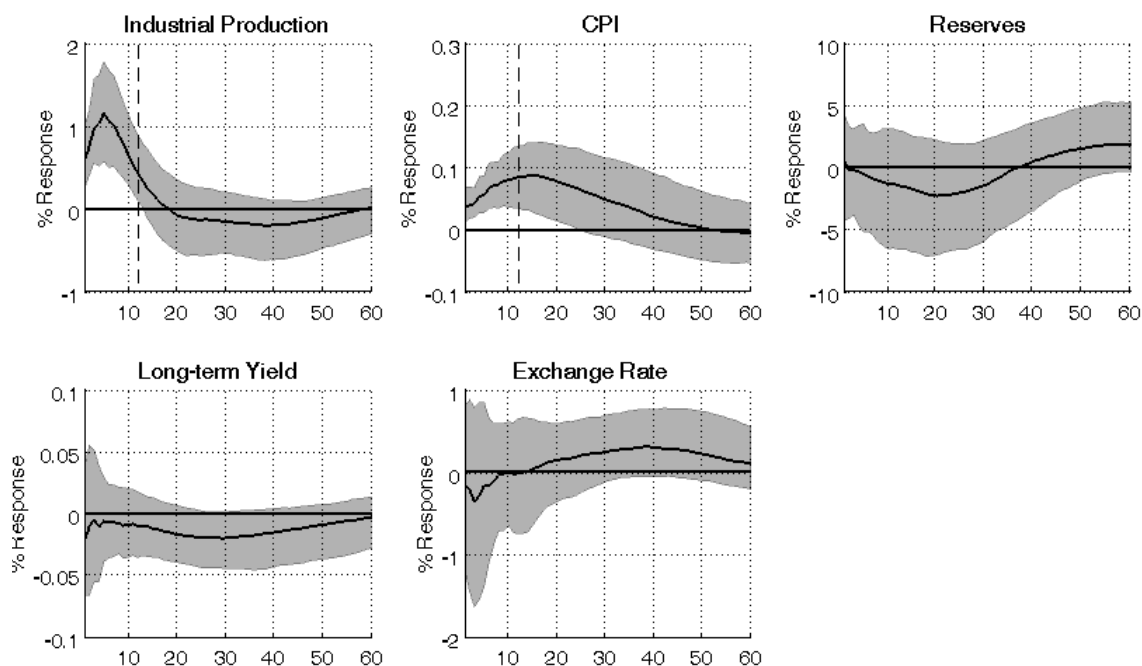 Industrial Production
CPI
Reserves
% Response
2
1
0
-1
10 20 30 40 50 60
% Response
0.3
0.2
0.1
0
-0.1
10 20 30 40 50 60
% Response
10
5
0
-5
-10
10 20 30 40 50 60
Long-term Yield
Exchange Rate
% Response
0.1
0.05
0
-0.05
-0.1
10 20 30 40 50 60
% Response
1
0
-1
-2
10 20 30 40 50 60